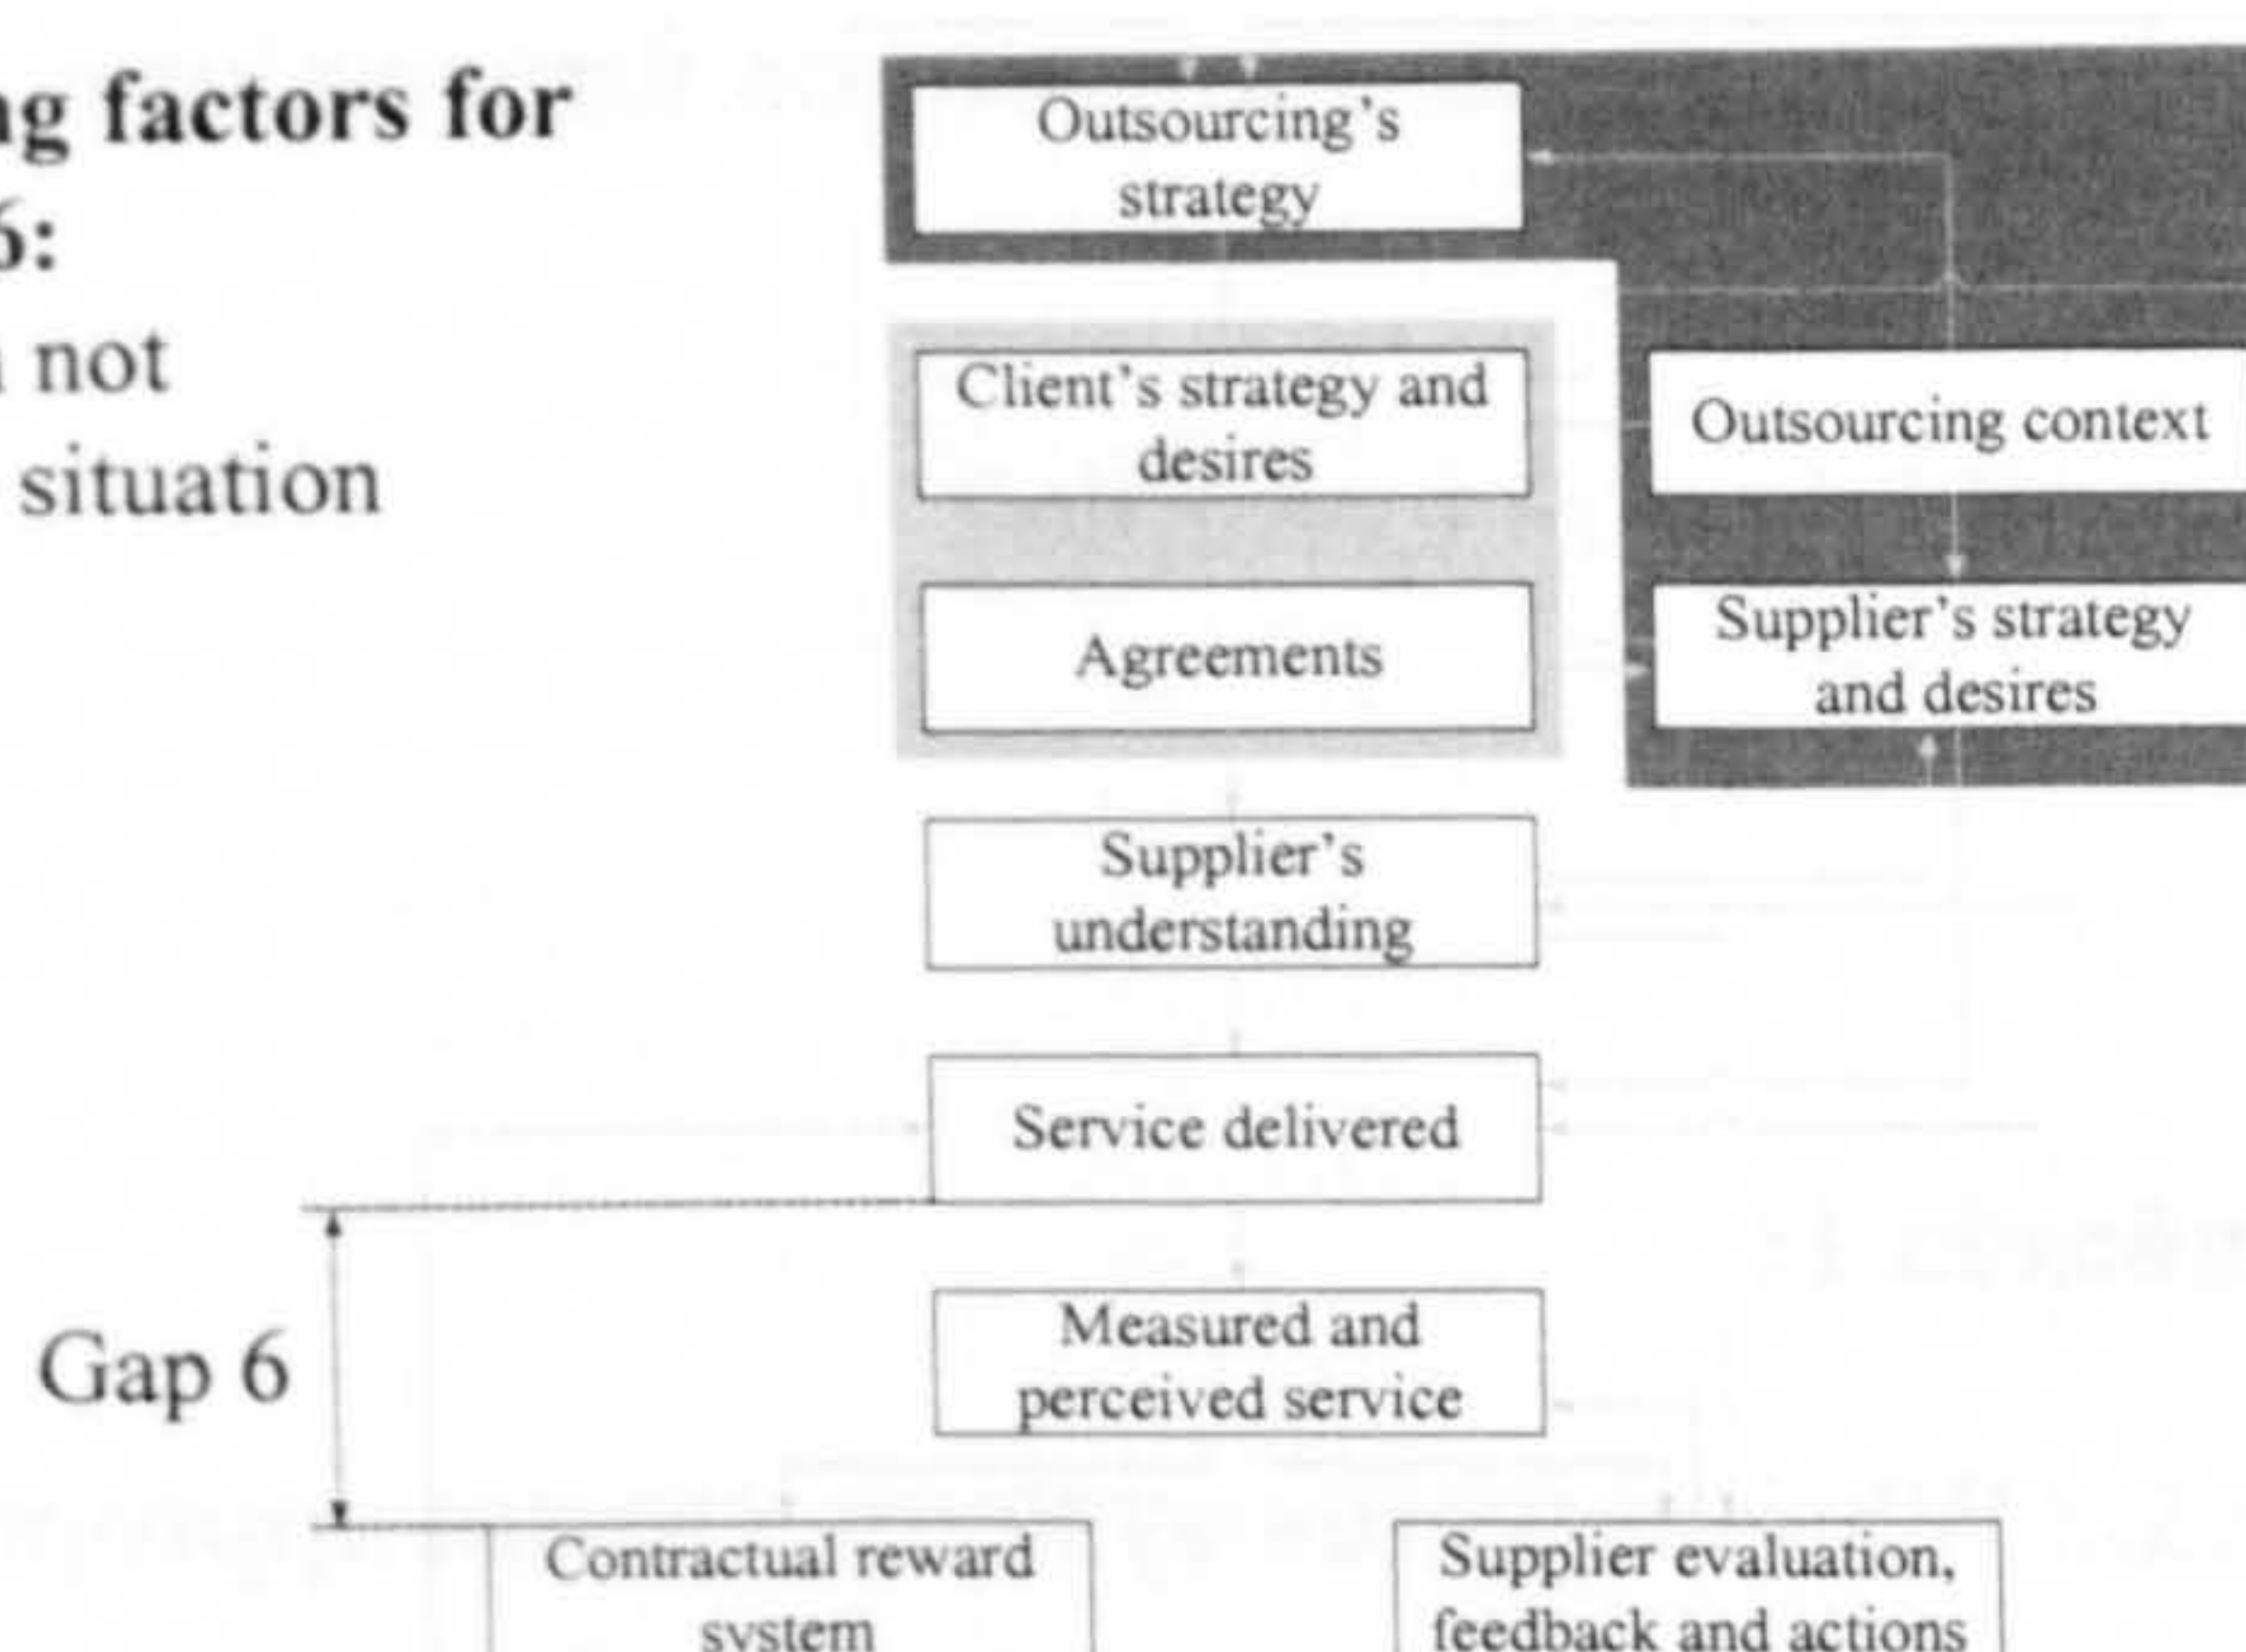 factors for
6:
not
situation
Outsourcing's
strategy
Client's strategy and
desires
Outsourcing context
Agreements
Supplier's strategy
and desires
Supplier's
understanding
Service delivered
Gap 6
Measured and
perceived service
Contractual reward
system
Supplier evaluation,
feedback and actions